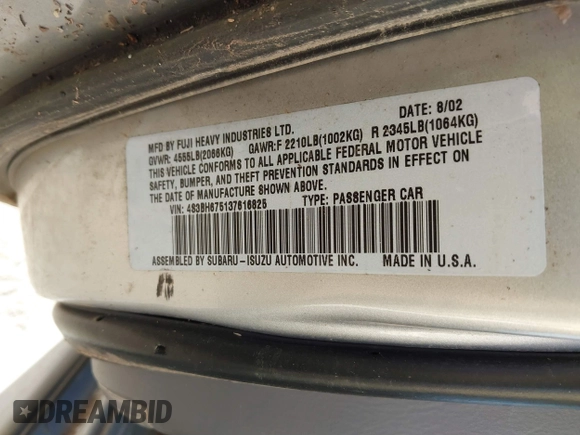 MFD BY FUJI HEAVY INDUSTRIES LTD. DATE: 8/02
GVWR: 4555LB(2066KG) GAWR:F 2210LB(1002KG) R 2345LB(1064KG)
THIS VEHICLE CONFORMS TO ALL APPLICABLE FEDERAL MOTOR VEHICLE
SAFETY, BUMPER, AND THEFT PREVENTION STANDARDS IN EFFECT ON
THE DATE OF MANUFACTURE SHOWN ABOVE.
VIN: 4S3BH675137616825 TYPE: PASSENGER CAR
ASSEMBLED BY SUBARU-ISUZU AUTOMOTIVE INC. MADE IN U.S.A.
DREAMBID